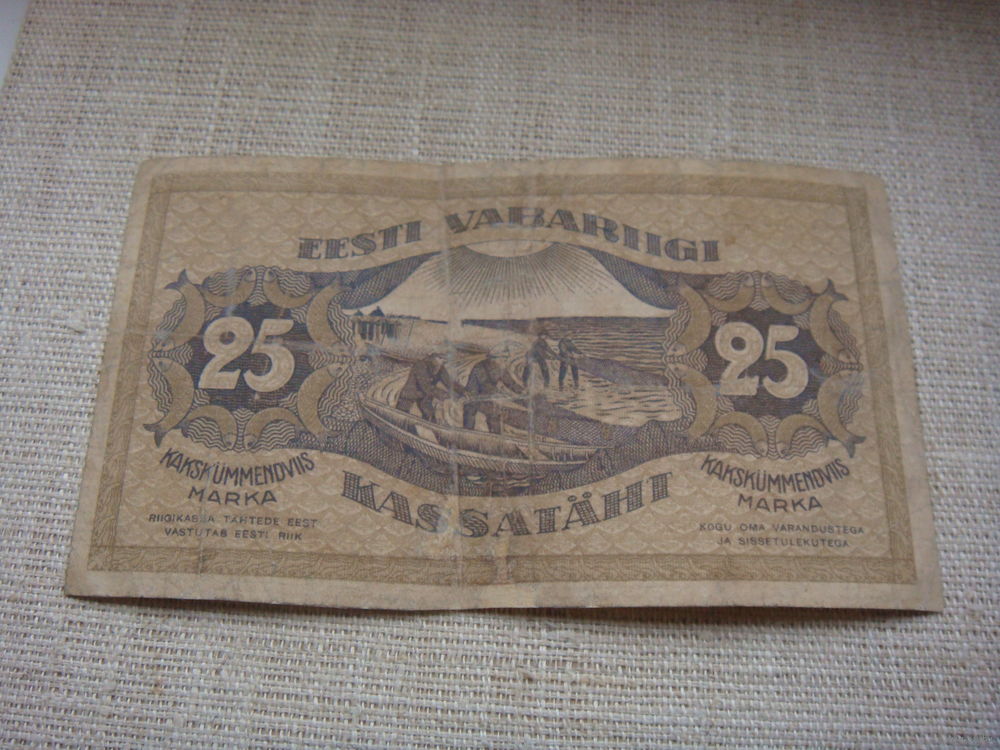 EESTI VABARIIGI
25
25
KAKSKÜMMENDVIIS
MARKA
KAKSKÜMMENDVIIS
MARKA
KASSATÄHT
RIIGIKASSA TÄHTEDE EEST
VASTUTAB EESTI RIIK
KOGU OMA VARANDUSTEGA
JA SISSETULEKUTEGA